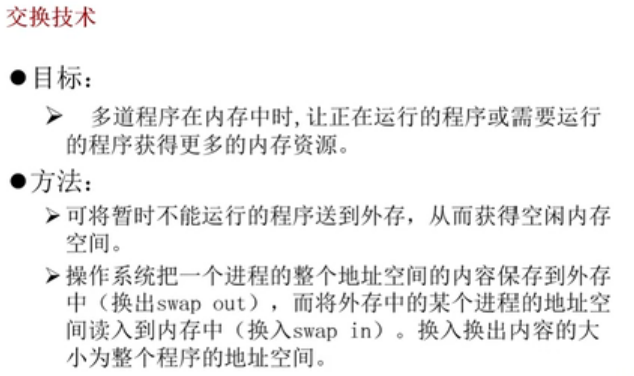 交换技术
●目标：
➢ 多道程序在内存中时,让正在运行的程序或需要运行
的程序获得更多的内存资源。
●方法：
➢可将暂时不能运行的程序送到外存，从而获得空闲内存
空间。
➢操作系统把一个进程的整个地址空间的内容保存到外存
中（换出swap out），而将外存中的某个进程的地址空
间读入到内存中（换入swap in）。换入换出内容的大
小为整个程序的地址空间。